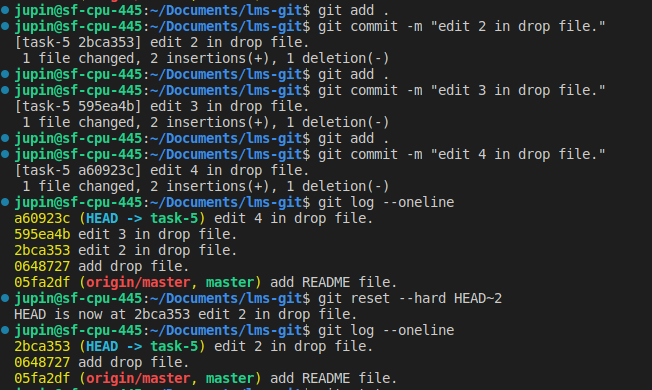 jupin@sf-cpu-445:~/Documents/lms-git$ git add .
jupin@sf-cpu-445:~/Documents/lms-git$ git commit -m "edit 2 in drop file."
[task-5 2bca353] edit 2 in drop file.
 1 file changed, 2 insertions(+), 1 deletion(-)
jupin@sf-cpu-445:~/Documents/lms-git$ git add .
jupin@sf-cpu-445:~/Documents/lms-git$ git commit -m "edit 3 in drop file."
[task-5 595ea4b] edit 3 in drop file.
 1 file changed, 2 insertions(+), 1 deletion(-)
jupin@sf-cpu-445:~/Documents/lms-git$ git add .
jupin@sf-cpu-445:~/Documents/lms-git$ git commit -m "edit 4 in drop file."
[task-5 a60923c] edit 4 in drop file.
 1 file changed, 2 insertions(+), 1 deletion(-)
jupin@sf-cpu-445:~/Documents/lms-git$ git log --oneline
a60923c (HEAD -> task-5) edit 4 in drop file.
595ea4b edit 3 in drop file.
2bca353 edit 2 in drop file.
0648727 add drop file.
05fa2df (origin/master, master) add README file.
jupin@sf-cpu-445:~/Documents/lms-git$ git reset --hard HEAD~2
HEAD is now at 2bca353 edit 2 in drop file.
jupin@sf-cpu-445:~/Documents/lms-git$ git log --oneline
2bca353 (HEAD -> task-5) edit 2 in drop file.
0648727 add drop file.
05fa2df (origin/master, master) add README file.